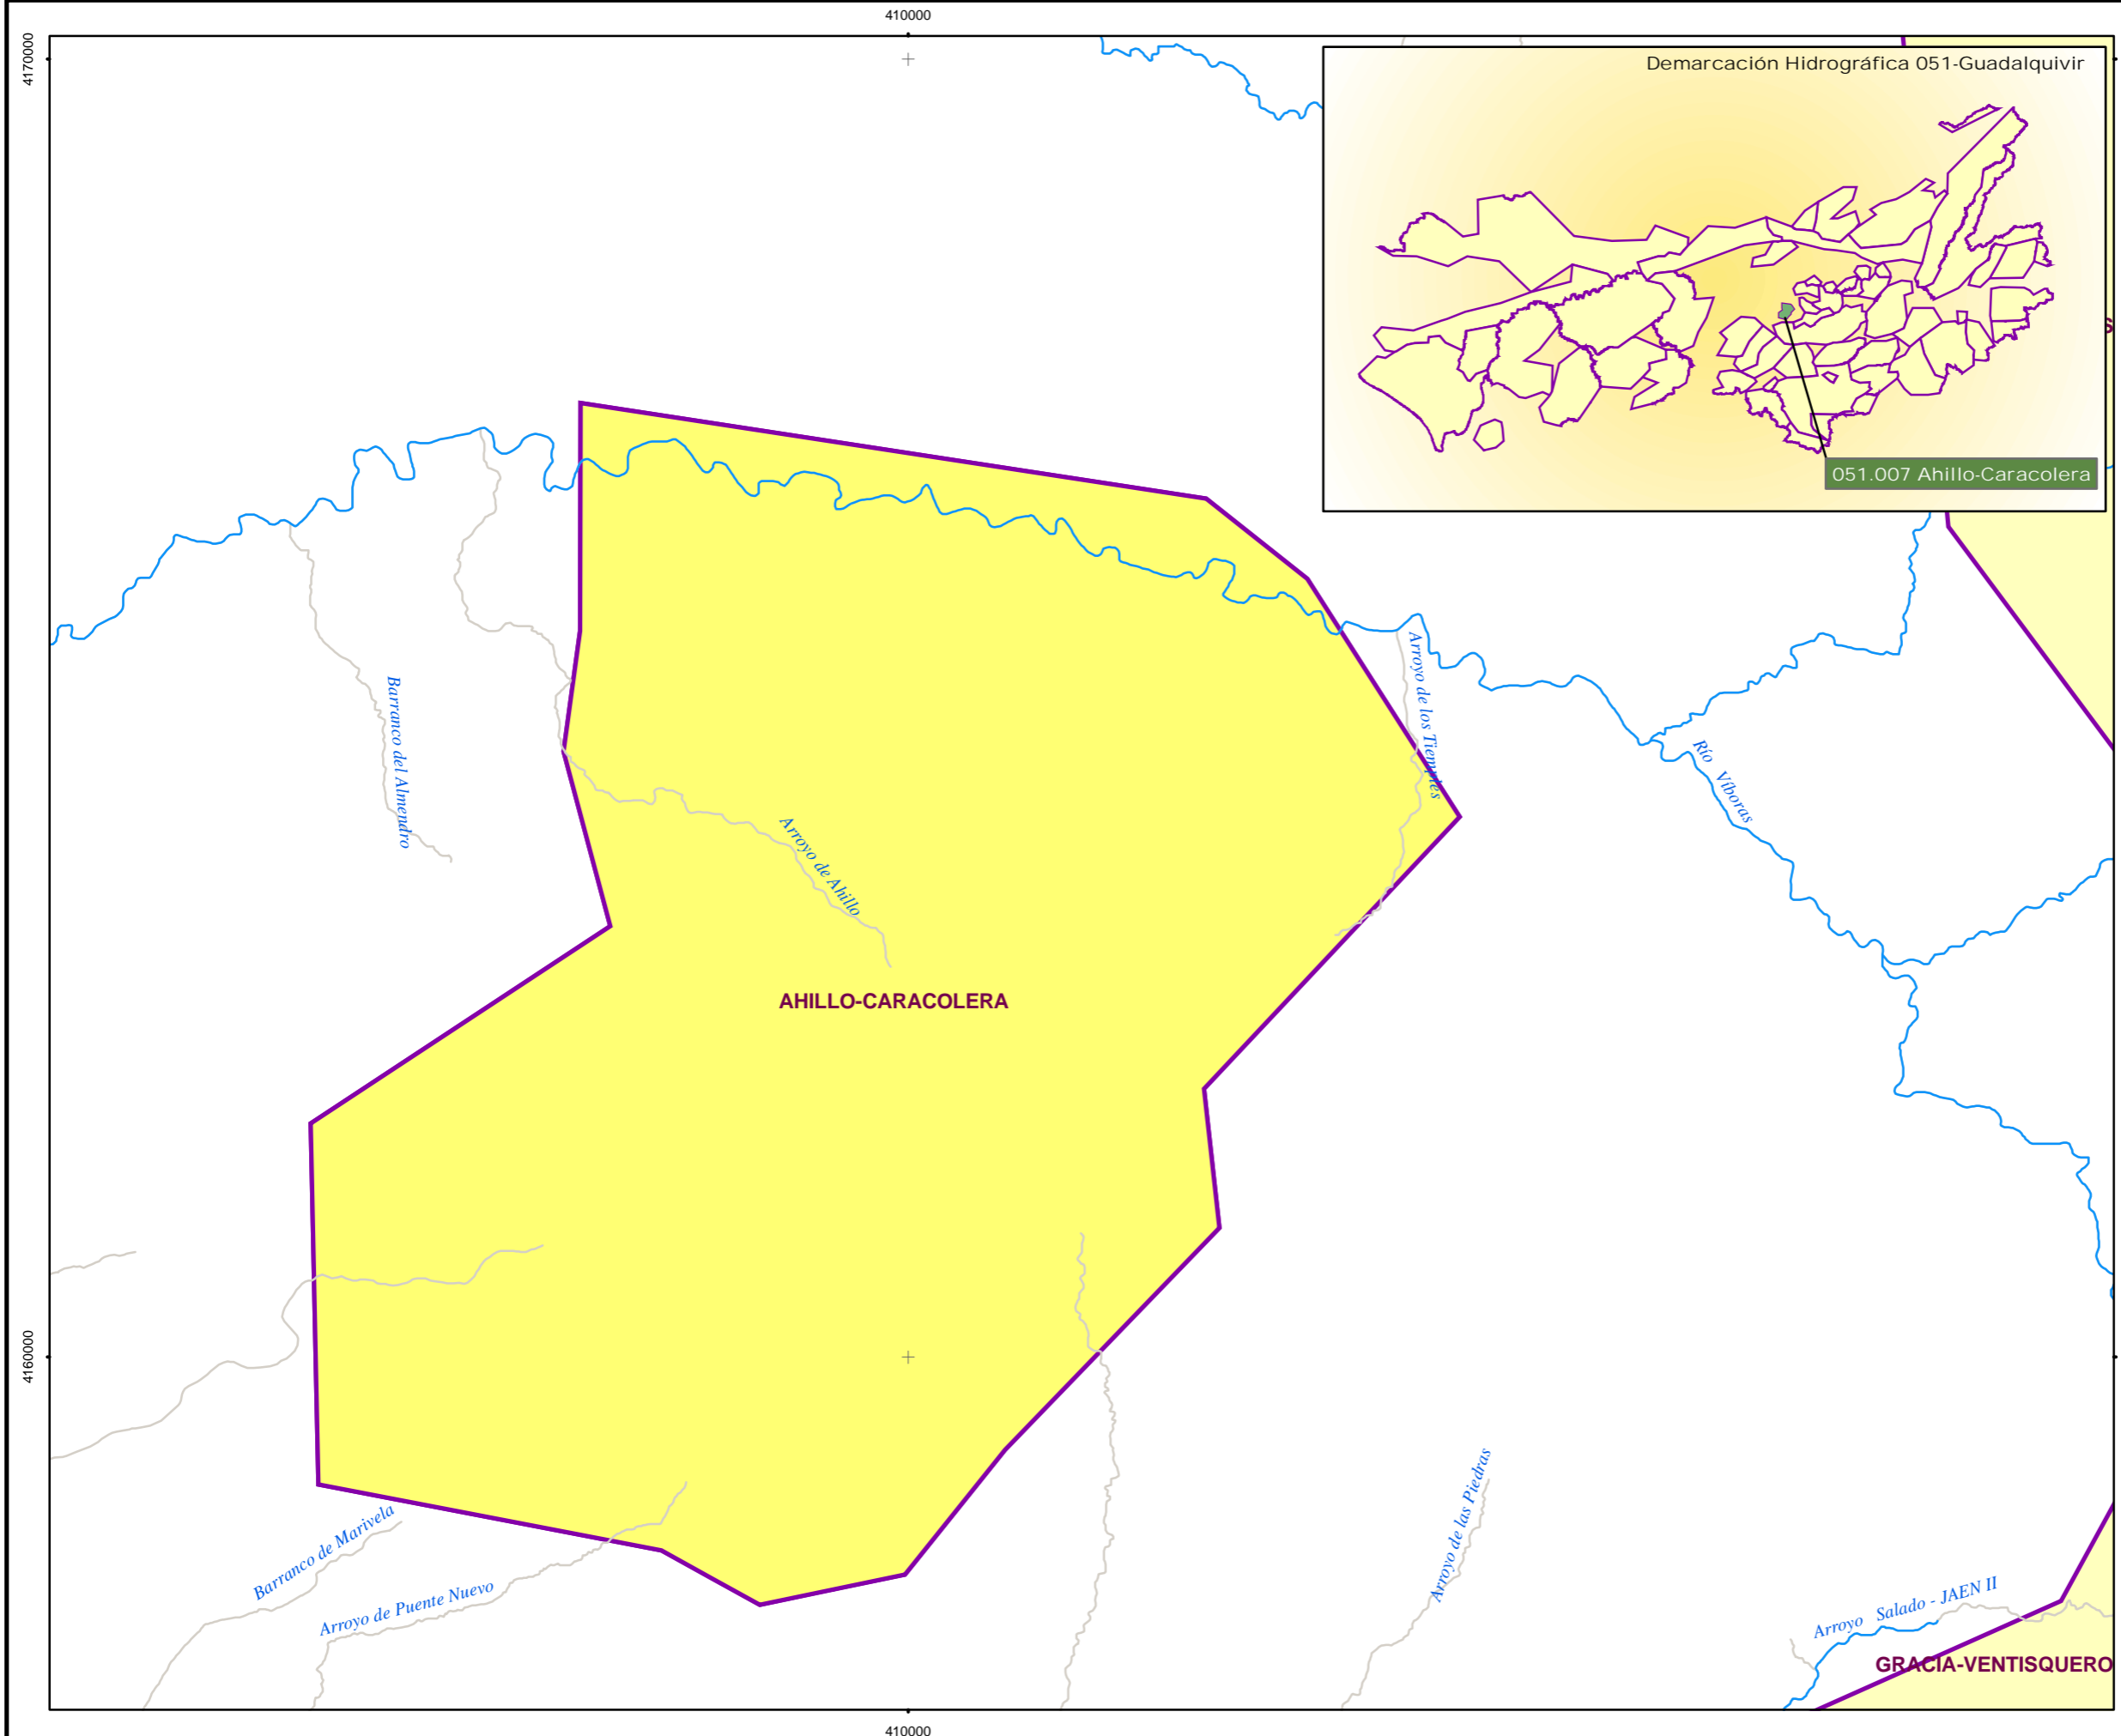 410000
4170000
Demarcación Hidrográfica 051-Guadalquivir
S
051.007 Ahillo-Caracolera
Arroyo de los Tiemples
Barranco del Almendro
Río Víboras
Arroyo de Ahillo
AHILLO-CARACOLERA
4160000
Arroyo de las Piedras
Barranco de Marivela
Arroyo de Puente Nuevo
Arroyo Salado - JAEN II
GRACIA-VENTISQUERO
410000